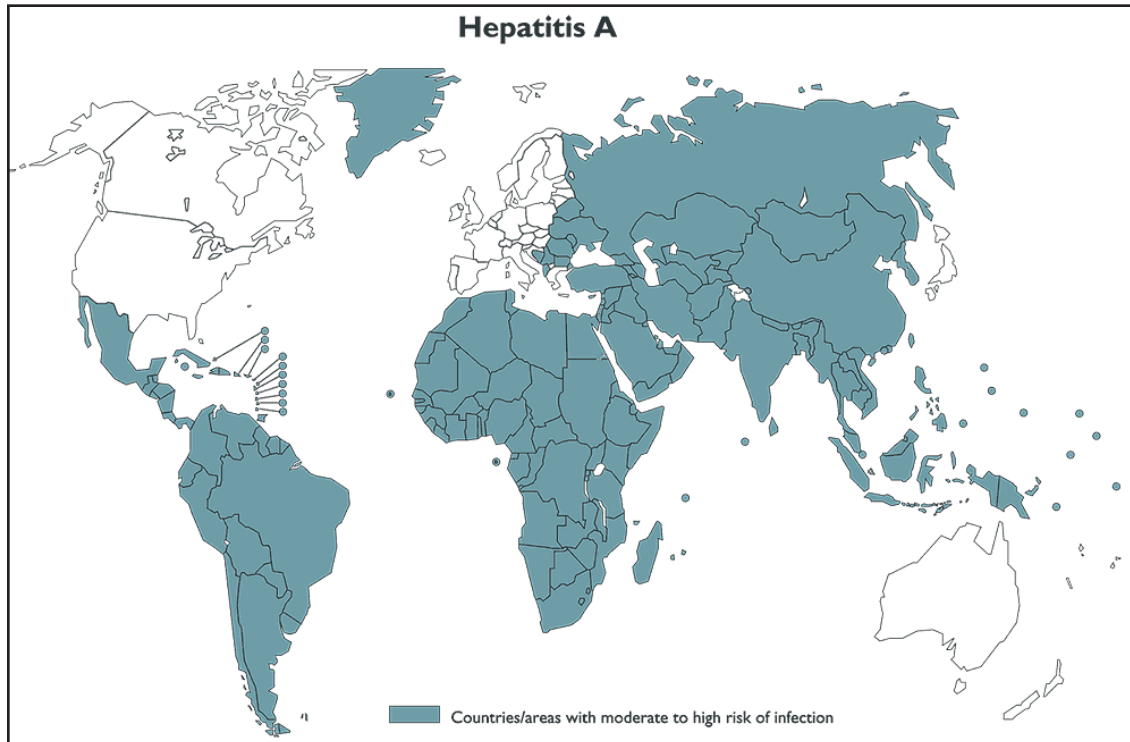 Hepatitis A
Countries/areas with moderate to high risk of infection